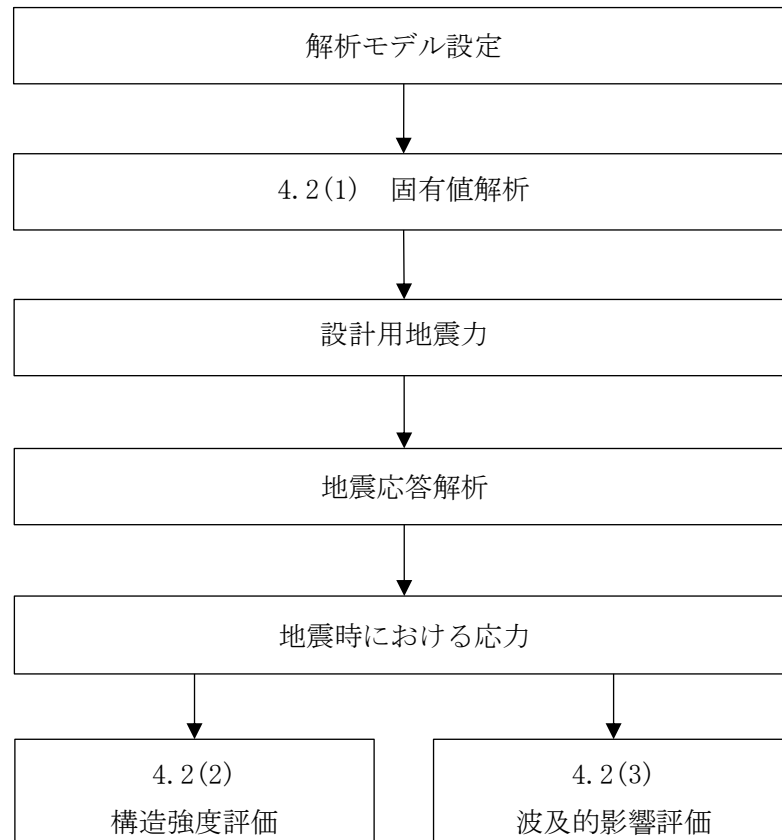 解析モデル設定
4.2(1)　固有値解析
設計用地震力
地震応答解析
地震時における応力
4.2(2)
構造強度評価
4.2(3)
波及的影響評価